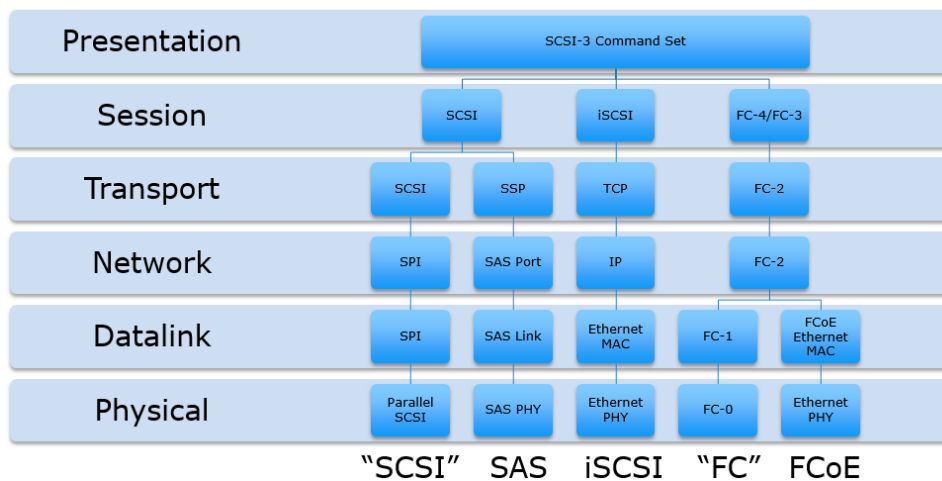 Presentation
SCSI-3 Command Set
Session
SCSI
iSCSI
FC-4/FC-3
Transport
SCSI
SSP
TCP
FC-2
Network
SPI
SAS Port
IP
FC-2
Datalink
SPI
SAS Link
Ethernet
MAC
FC-1
FCoE
Ethernet
MAC
Physical
Parallel
SCSI
SAS PHY
Ethernet
PHY
FC-0
Ethernet
PHY
“SCSI”
SAS
iSCSI
“FC”
FCoE